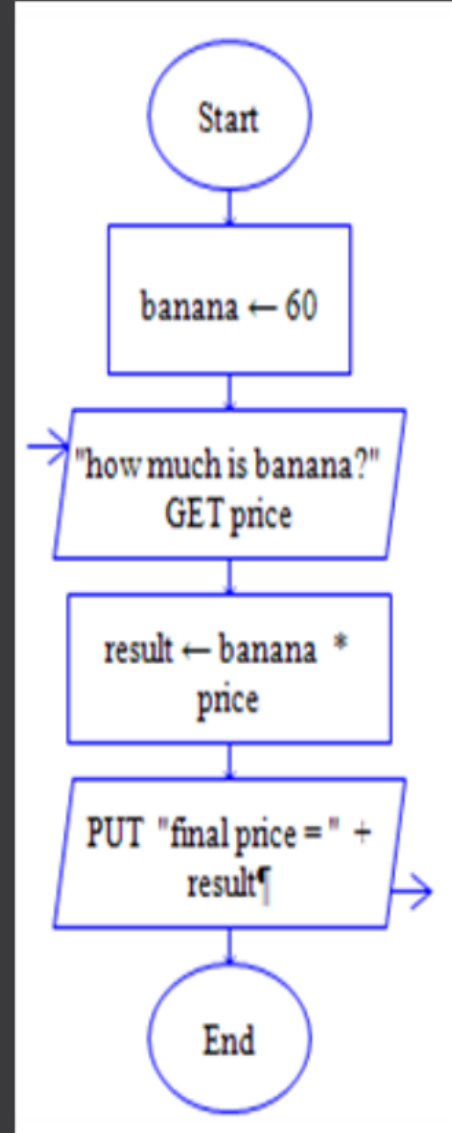 Start
banana ← 60
"how much is banana?"
GET price
result ← banana *
price
PUT "final price = " +
result¶
End